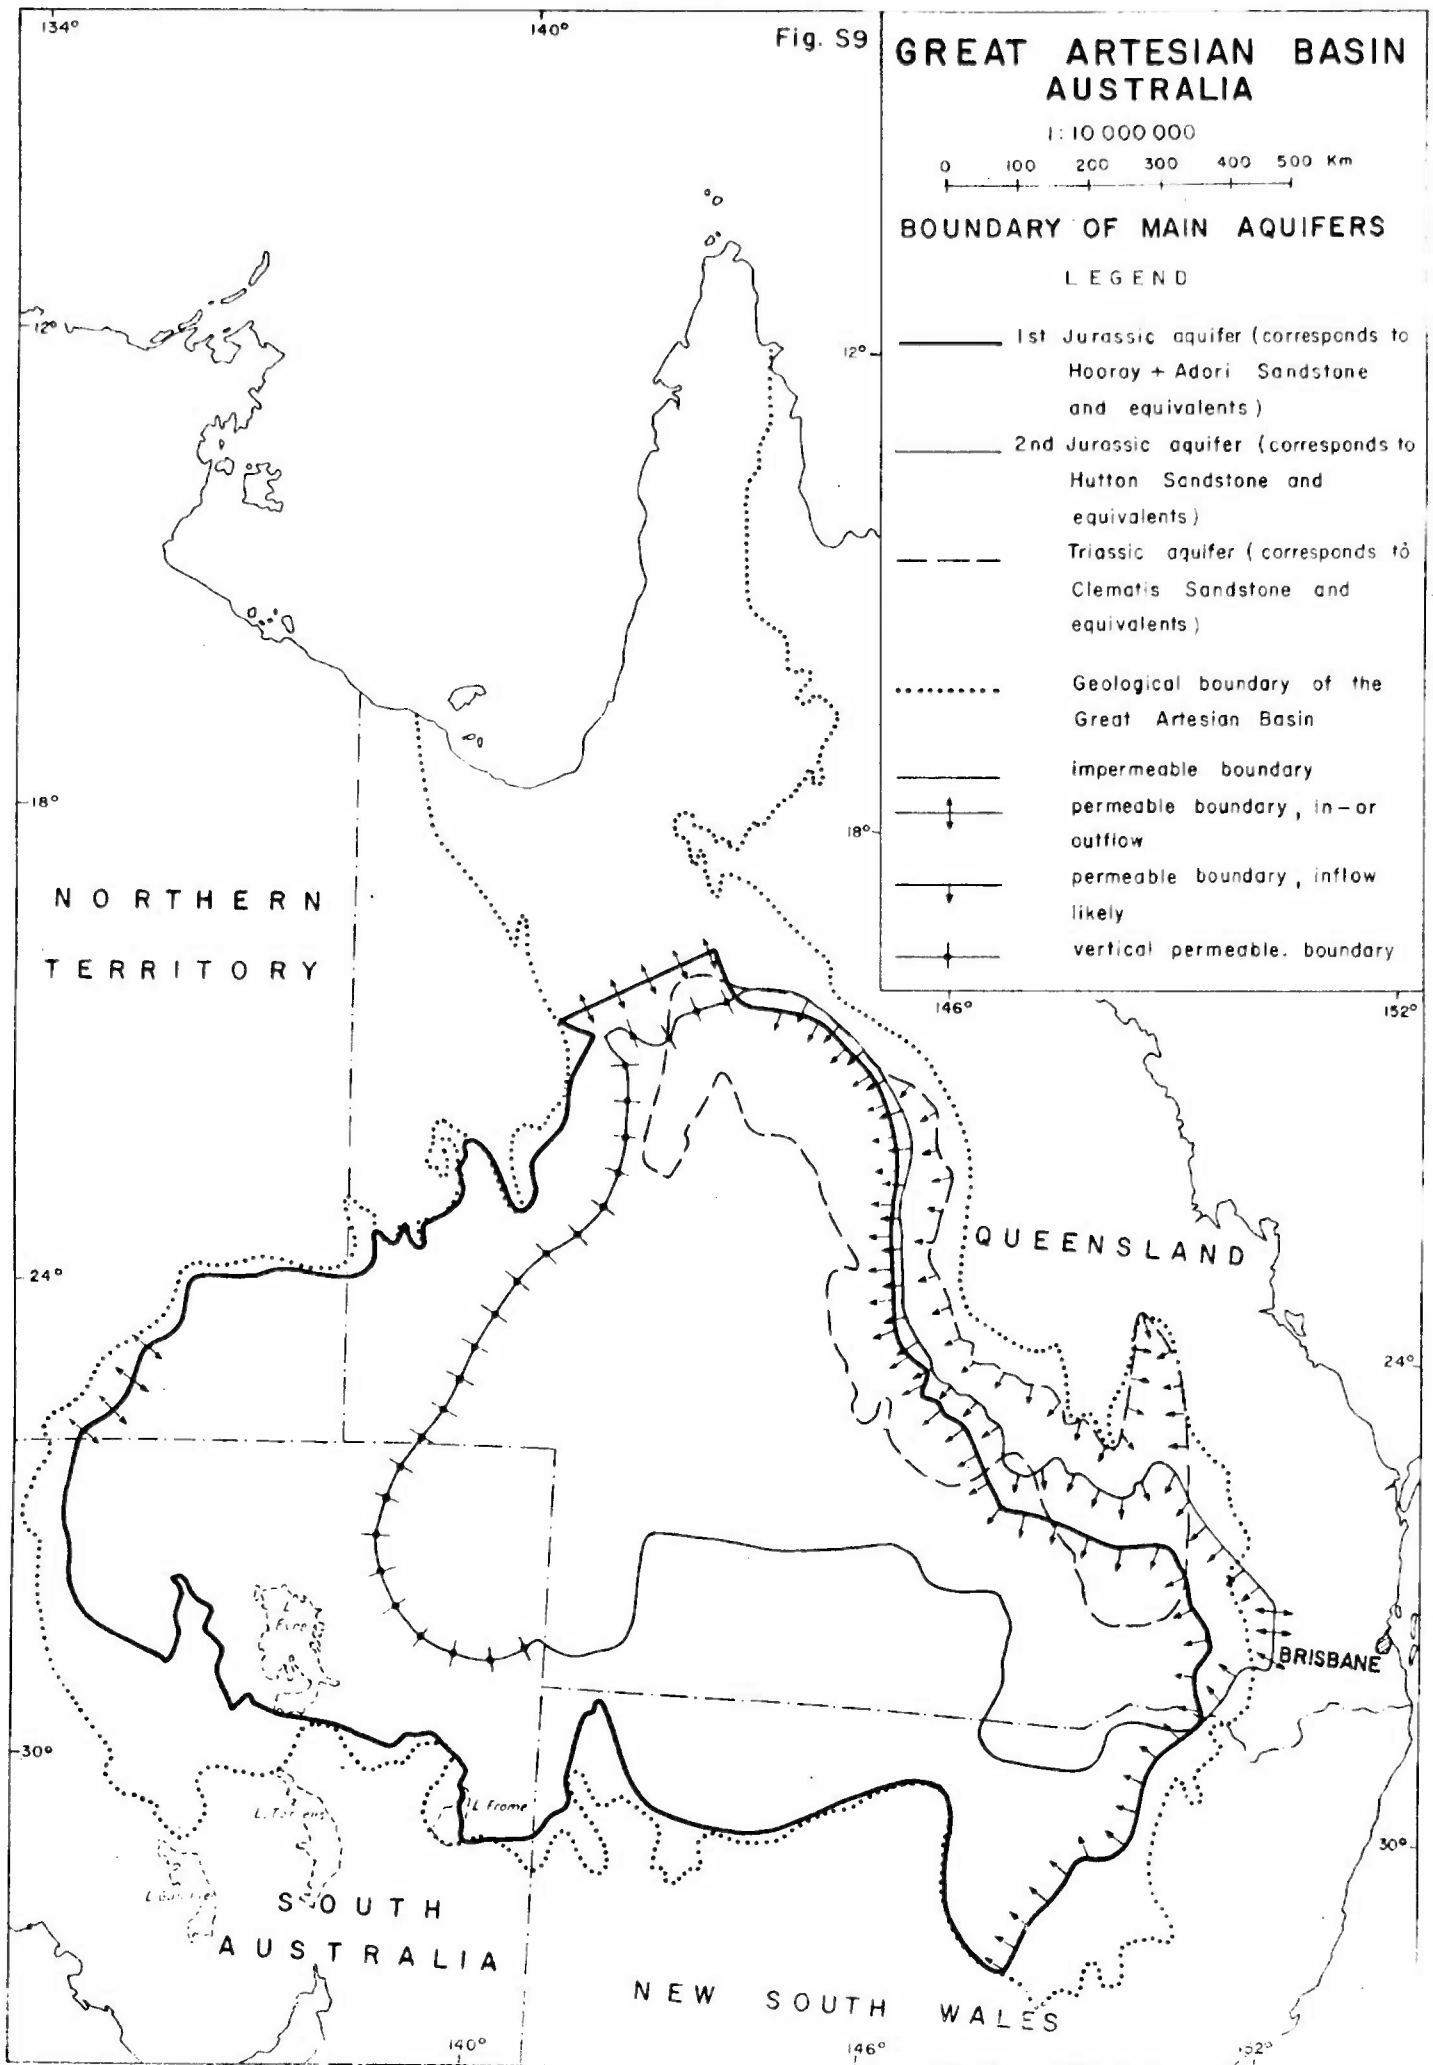 134°
140°
Fig. S9
GREAT ARTESIAN BASIN
AUSTRALIA
1:10 000 000
0 100 200 300 400 500 Km
BOUNDARY OF MAIN AQUIFERS
LEGEND
1st Jurassic aquifer (corresponds to
Hooray + Adori Sandstone
and equivalents)
2nd Jurassic aquifer (corresponds to
Hutton Sandstone and
equivalents)
Triassic aquifer (corresponds to
Clematis Sandstone and
equivalents)
Geological boundary of the
Great Artesian Basin
impermeable boundary
permeable boundary, in-or
outflow
permeable boundary, inflow
likely
vertical permeable. boundary
12°
12°
18°
18°
NORTHERN
TERRITORY
146°
152°
QUEENSLAND
24°
24°
L.
BRISBANE
30°
L. Frome
L.
30°
L.
SOUTH
AUSTRALIA
NEW SOUTH WALES
140°
146°
152°